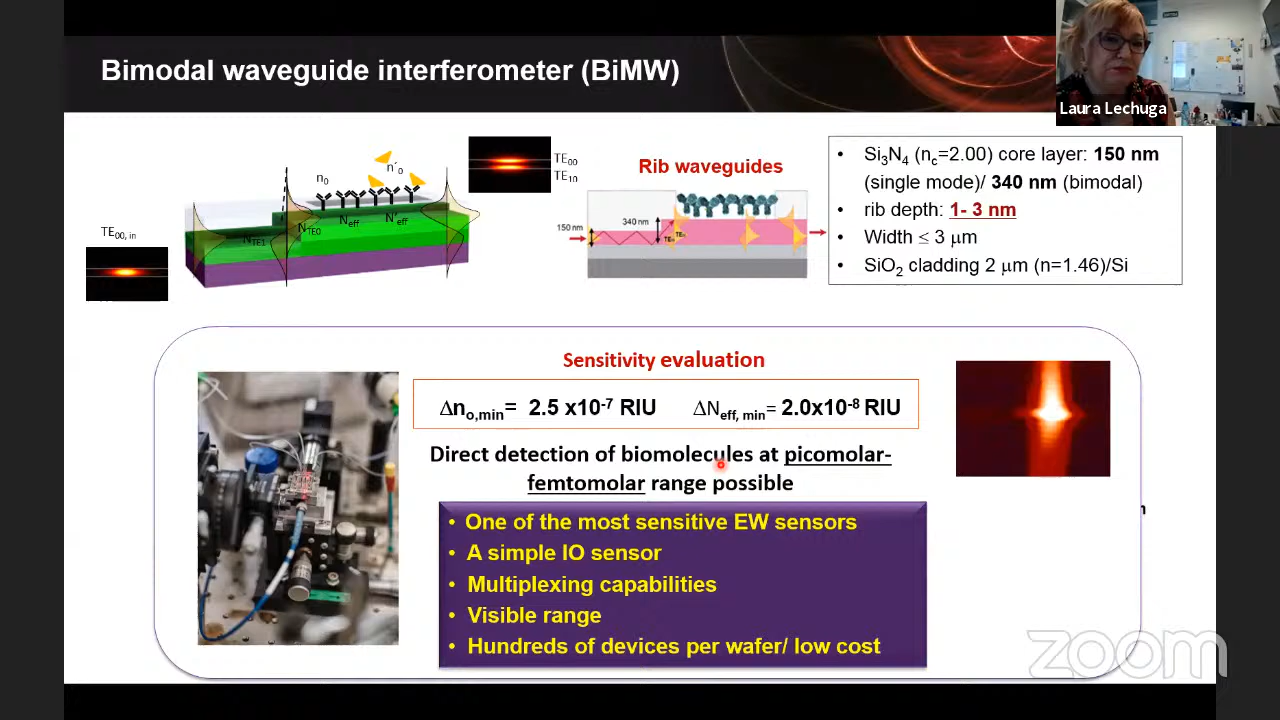 Bimodal waveguide interferometer (BiMW)
Laura Lechuga
TE00, in
n0
n´0
NTE1
NTE0
Neff
N'eff
TE00
TE10
Rib waveguides
150 nm
340 nm
• Si3N4 (nc=2.00) core layer: 150 nm
(single mode)/ 340 nm (bimodal)
• rib depth: 1- 3 nm
• Width ≤ 3 μm
• SiO2 cladding 2 μm (n=1.46)/Si
Sensitivity evaluation
Δno,min= 2.5 x10-7 RIU ΔNeff, min= 2.0x10-8 RIU
Direct detection of biomolecules at picomolar-
femtomolar range possible
• One of the most sensitive EW sensors
• A simple IO sensor
• Multiplexing capabilities
• Visible range
• Hundreds of devices per wafer/ low cost
zoom